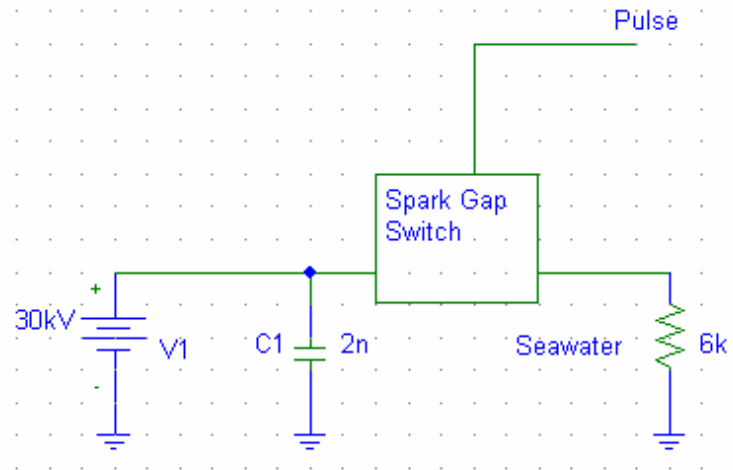 Pulse
Spark Gap
Switch
+
30kV
V1
-
C1
2n
Seawater
6k